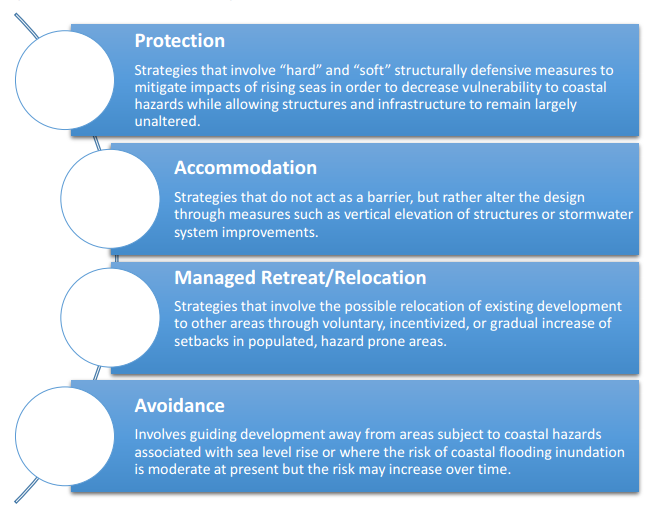 Protection
Strategies that involve “hard” and “soft” structurally defensive measures to
mitigate impacts of rising seas in order to decrease vulnerability to coastal
hazards while allowing structures and infrastructure to remain largely
unaltered.
Accommodation
Strategies that do not act as a barrier, but rather alter the design
through measures such as vertical elevation of structures or stormwater
system improvements.
Managed Retreat/Relocation
Strategies that involve the possible relocation of existing development
to other areas through voluntary, incentivized, or gradual increase of
setbacks in populated, hazard prone areas.
Avoidance
Involves guiding development away from areas subject to coastal hazards
associated with sea level rise or where the risk of coastal flooding inundation
is moderate at present but the risk may increase over time.